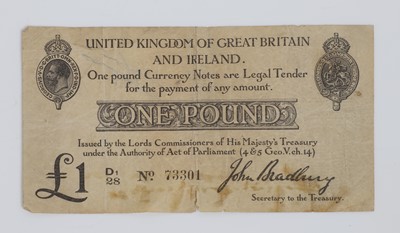 UNITED KINGDOM OF GREAT BRITAIN
AND IRELAND.
One pound Currency Notes are Legal Tender
for the payment of any amount.
ONE POUND
Issued by the Lords Commissioners of His Majesty's Treasury
under the Authority of Act of Parliament (4 & 5 Geo. V. ch. 14)
£1 D1/28 No 73301 John Bradbury
Secretary to the Treasury.